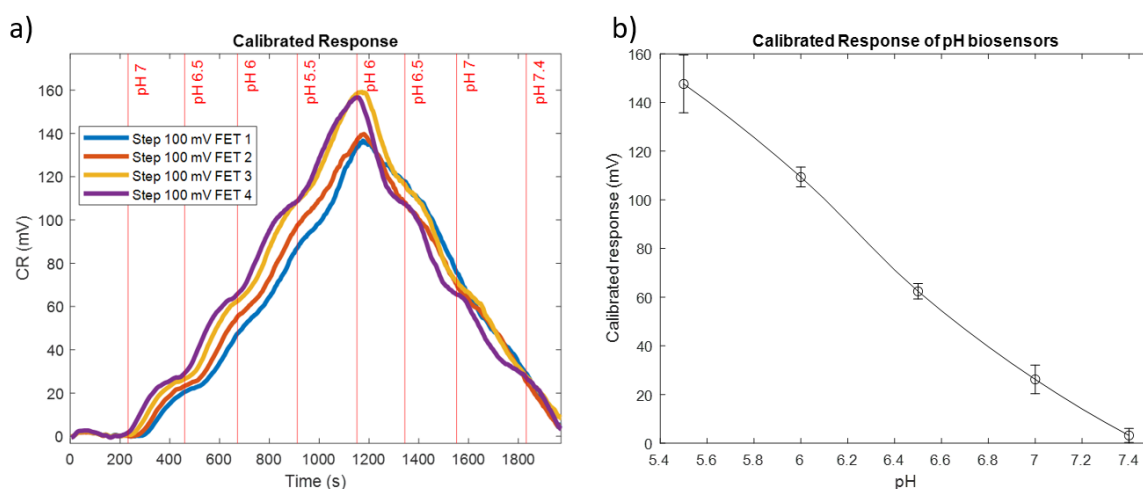 a)
Calibrated Response
pH 7
pH 6.5
pH 6
pH 5.5
pH 6
pH 6.5
pH 7
pH 7.4
Step 100 mV FET 1
Step 100 mV FET 2
Step 100 mV FET 3
Step 100 mV FET 4
CR (mV)
160
140
120
100
80
60
40
20
0
0 200 400 600 800 1000 1200 1400 1600 1800
Time (s)
b)
Calibrated Response of pH biosensors
Calibrated response (mV)
160
140
120
100
80
60
40
20
0
5.4 5.6 5.8 6 6.2 6.4 6.6 6.8 7 7.2 7.4
pH